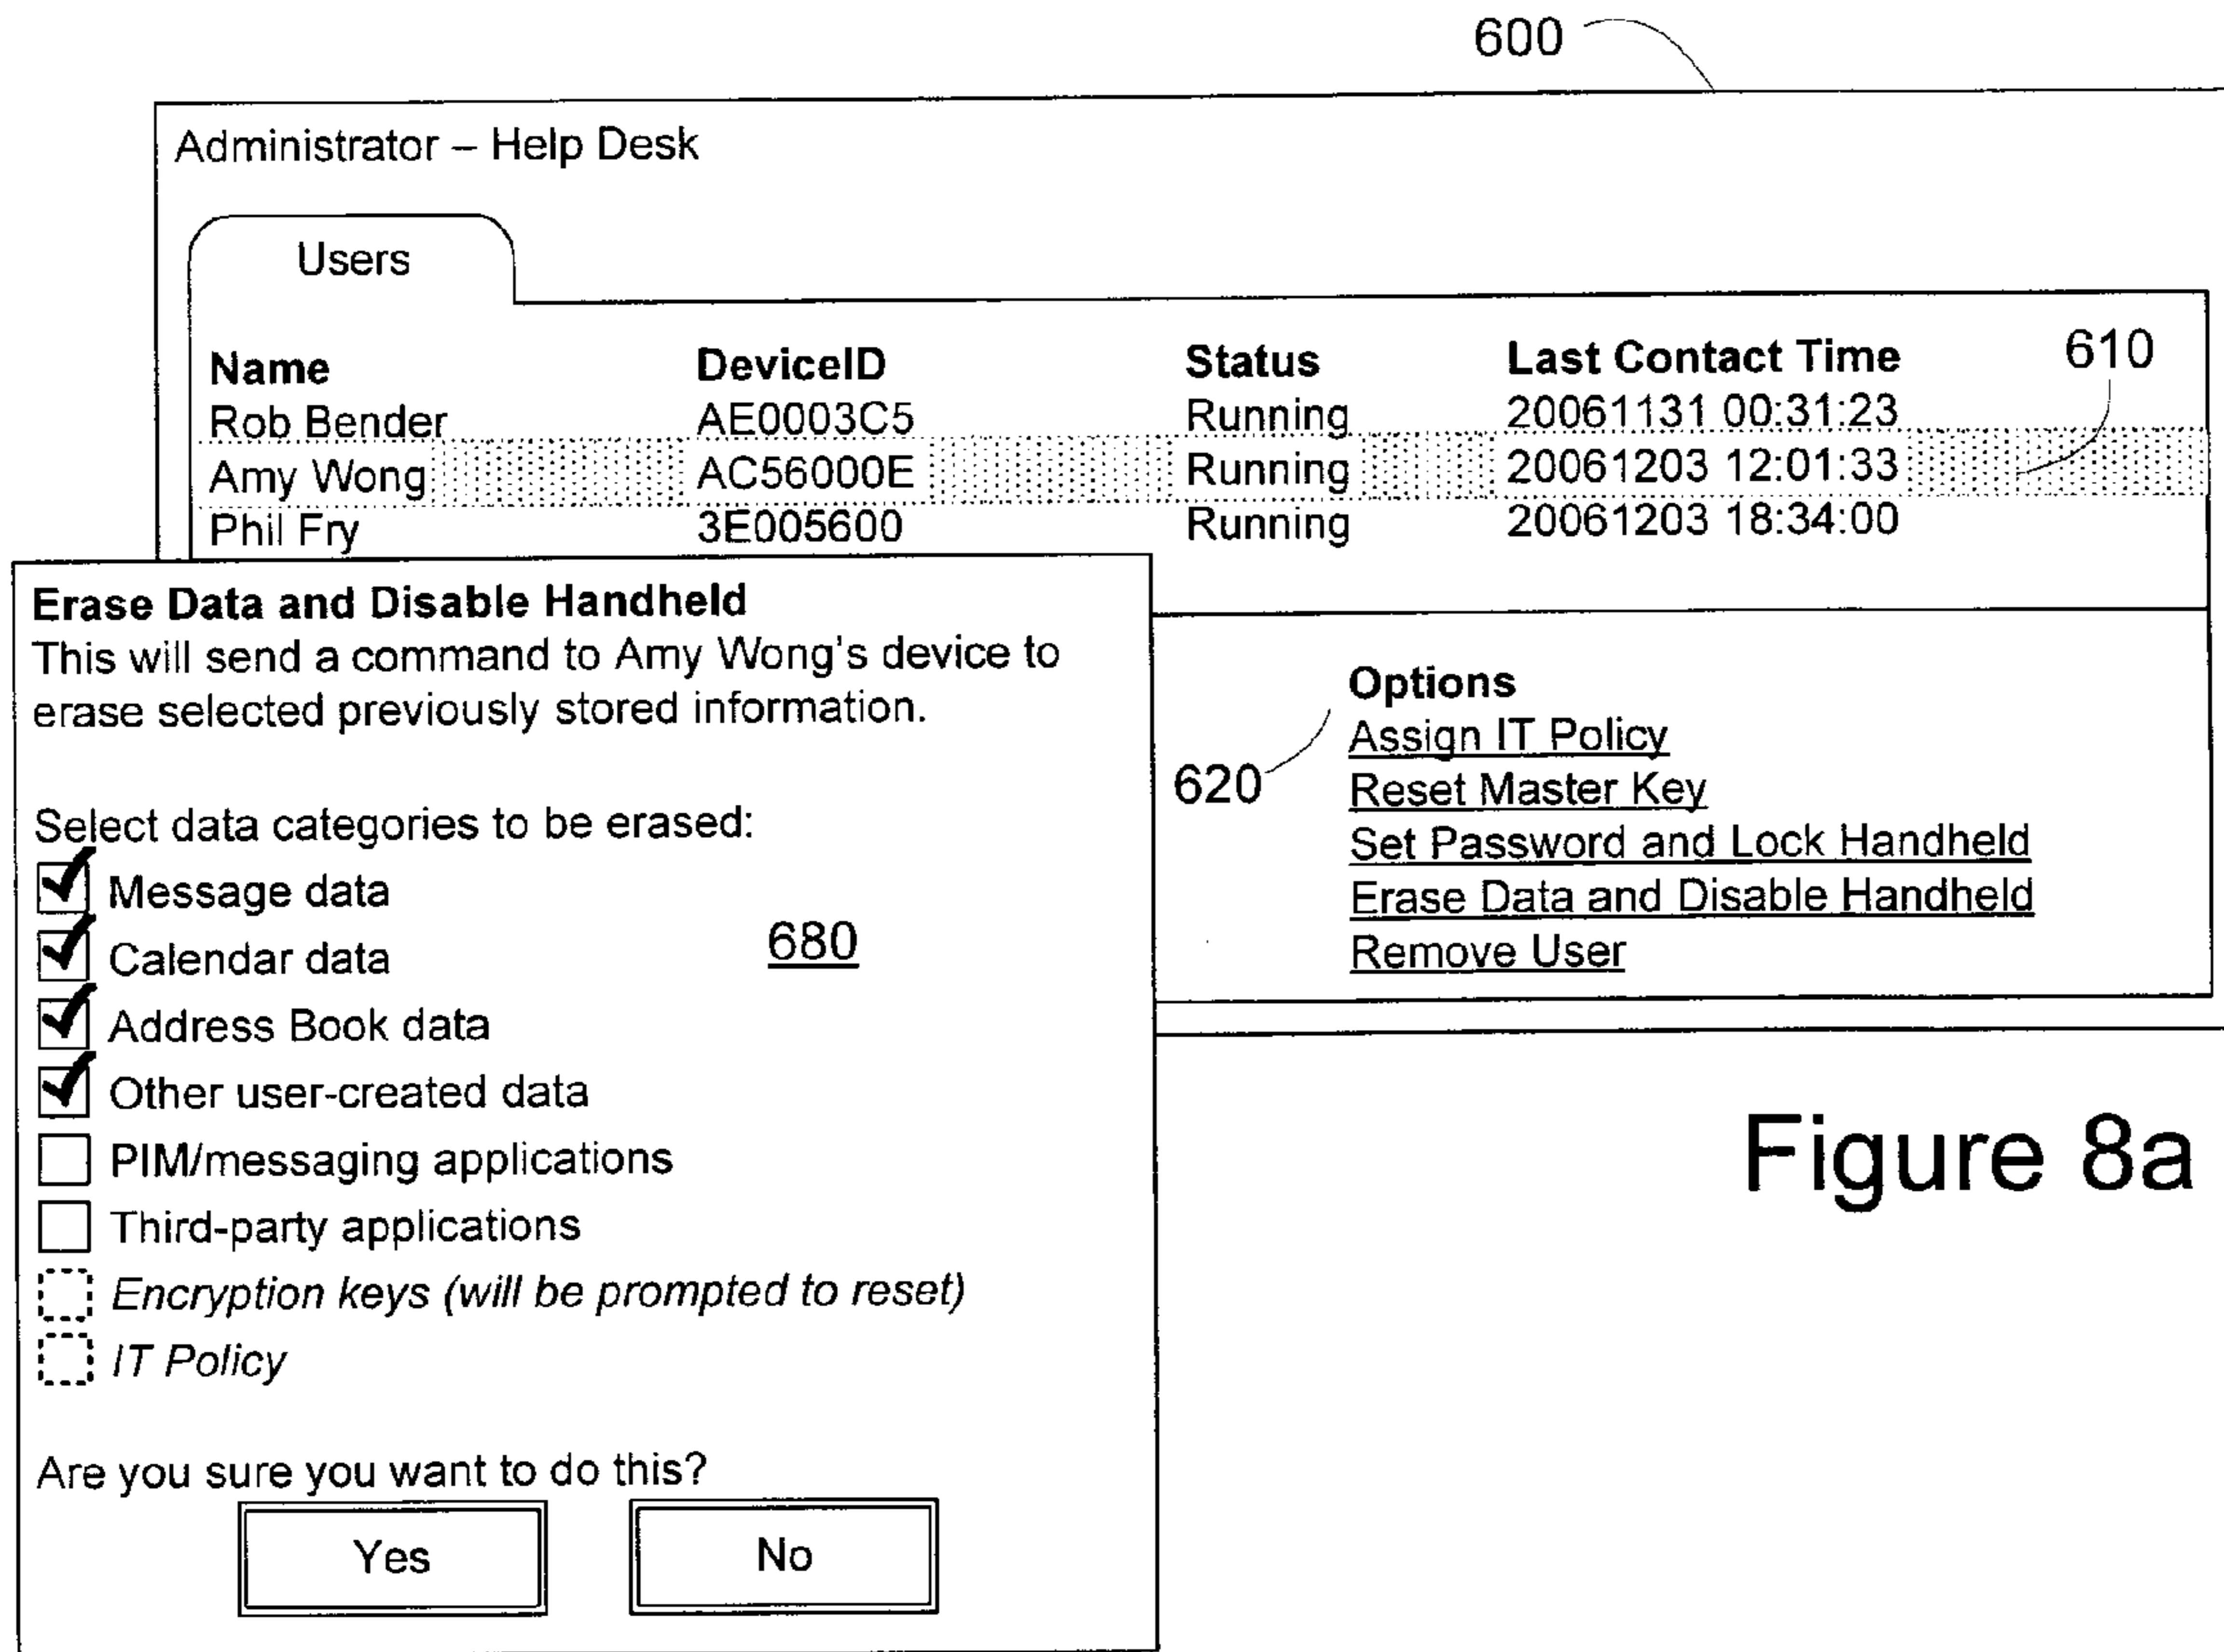 600
Administrator – Help Desk
Users
Name DeviceID Status Last Contact Time 610
Rob Bender AE0003C5 Running 20061131 00:31:23
Amy Wong AC56000E Running 20061203 12:01:33
Phil Fry 3E005600 Running 20061203 18:34:00
Erase Data and Disable Handheld
This will send a command to Amy Wong's device to
erase selected previously stored information.
Select data categories to be erased:
Message data
Calendar data
680
Address Book data
Other user-created data
PIM/messaging applications
Third-party applications
Encryption keys (will be prompted to reset)
IT Policy
Are you sure you want to do this?
Yes No
620
Options
Assign IT Policy
Reset Master Key
Set Password and Lock Handheld
Erase Data and Disable Handheld
Remove User
Figure 8a